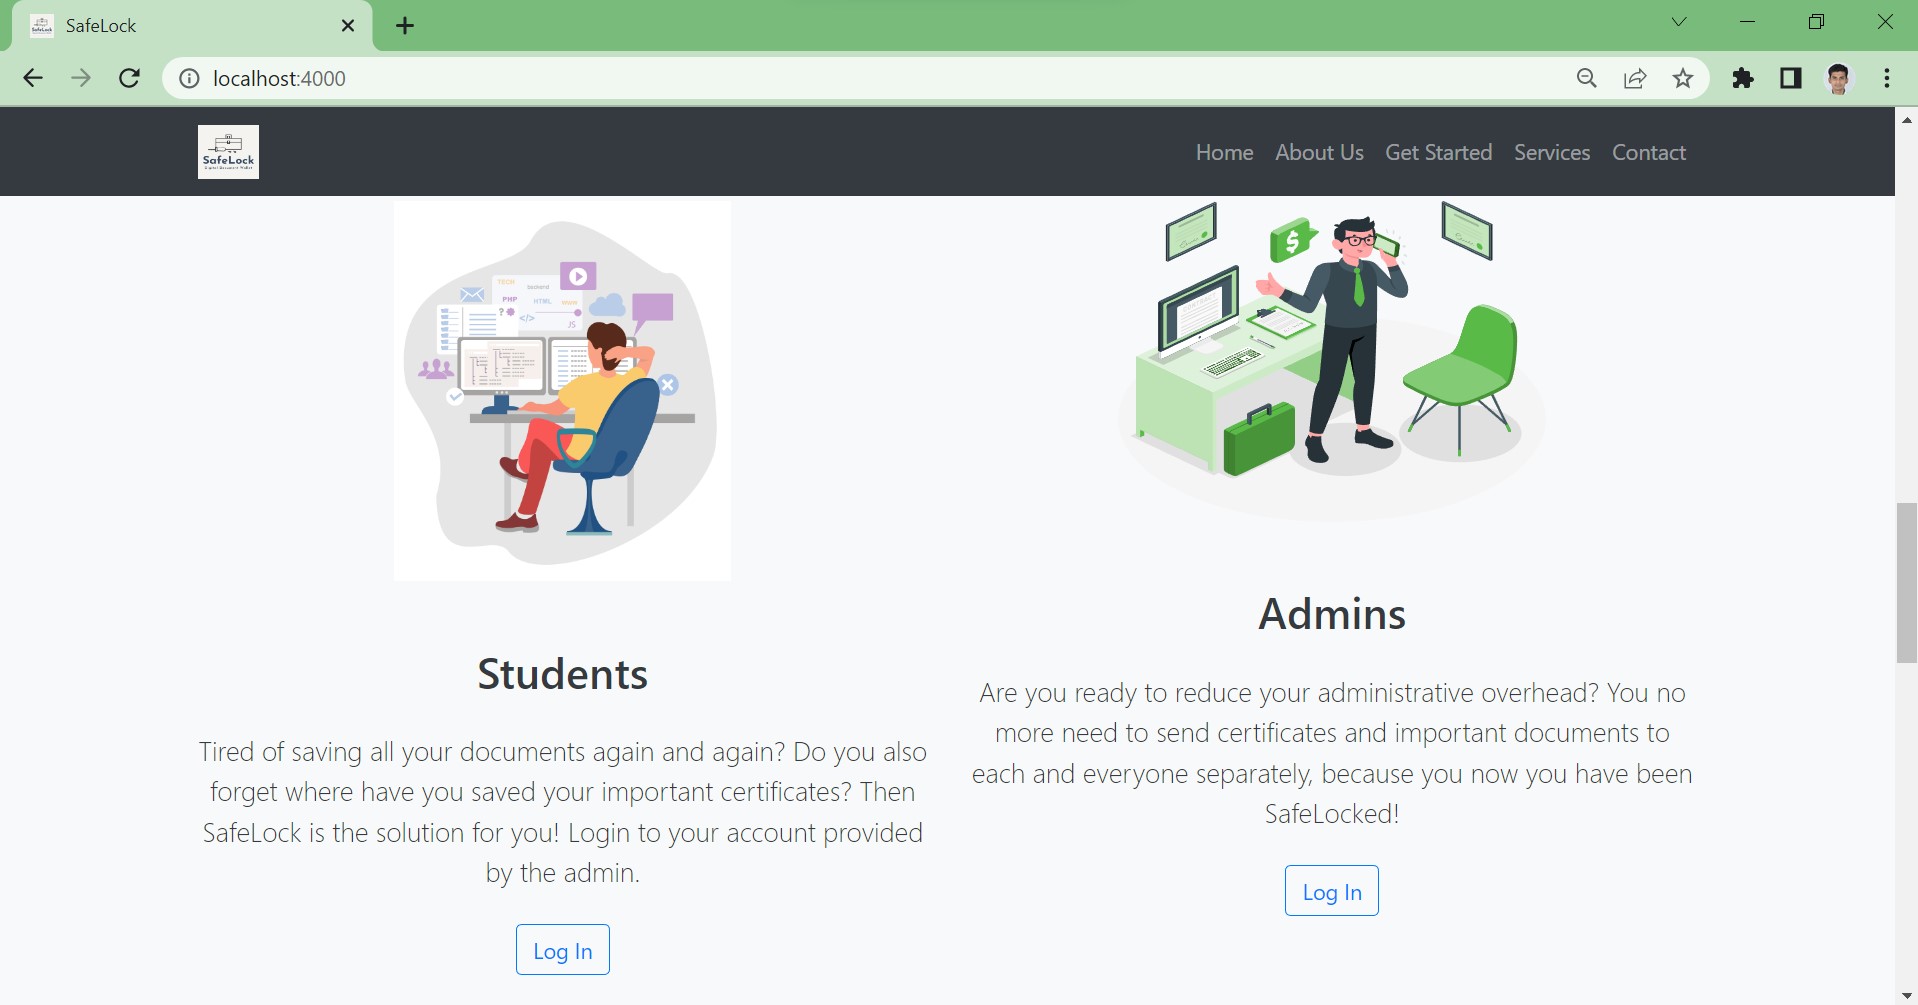 SafeLock
localhost:4000
SafeLock
Digital Document Wallet
Home About Us Get Started Services Contact
TECH
backend
PHP
HTML
JS
Students
Tired of saving all your documents again and again? Do you also
forget where have you saved your important certificates? Then
SafeLock is the solution for you! Login to your account provided
by the admin.
Log In
Admins
Are you ready to reduce your administrative overhead? You no
more need to send certificates and important documents to
each and everyone separately, because you now you have been
SafeLocked!
Log In